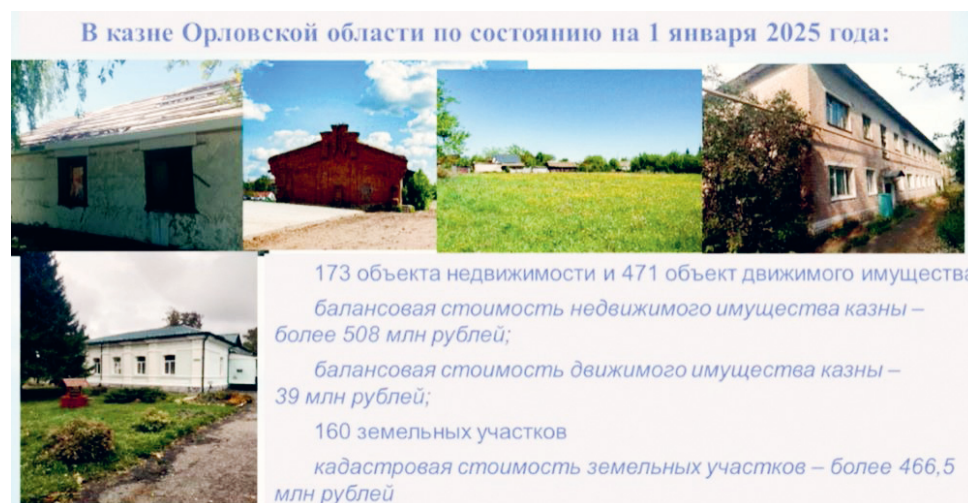 В казне Орловской области по состоянию на 1 января 2025 года:
173 объекта недвижимости и 471 объект движимого имущества
балансовая стоимость недвижимого имущества казны –
более 508 млн рублей;
балансовая стоимость движимого имущества казны –
39 млн рублей;
160 земельных участков
кадастровая стоимость земельных участков – более 466,5
млн рублей